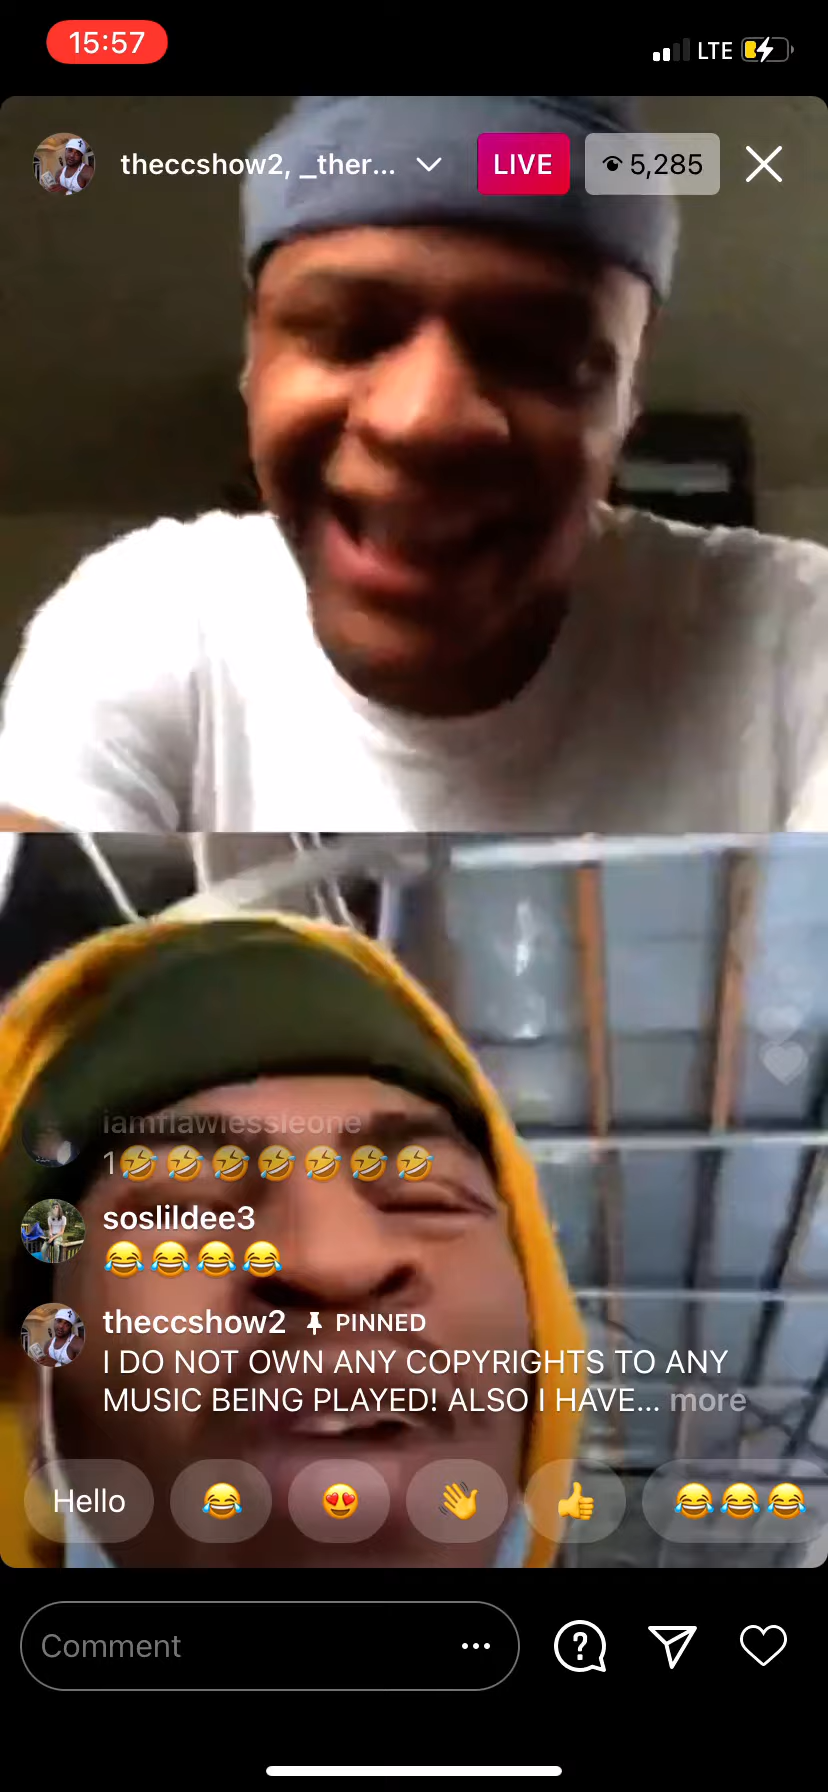 15:57
LTE
theccshow2, _ther...
LIVE
5,285
iamflawlessleone
1🤣🤣🤣🤣🤣🤣🤣
soslildee3
😂😂😂😂
theccshow2 PINNED
I DO NOT OWN ANY COPYRIGHTS TO ANY
MUSIC BEING PLAYED! ALSO I HAVE... more
Hello 😂 😍 👋 👍 😂😂😂
Comment